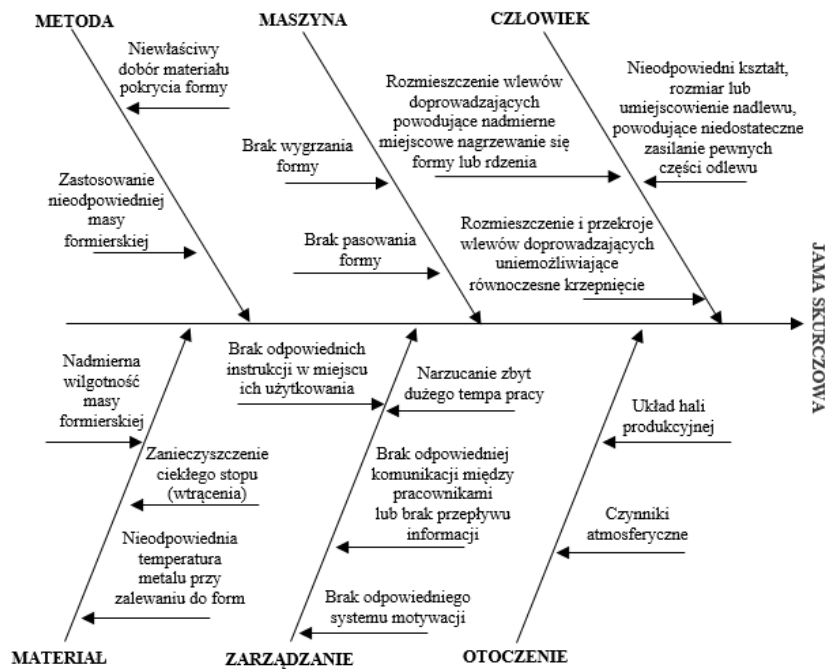 METODA
MASZYNA
CZŁOWIEK
Niewłaściwy
dobór materiału
pokrycia formy
Zastosowanie
nieodpowiedniej
masy
formierskiej
Brak wygrzania
formy
Brak pasowania
formy
Rozmieszczenie wlewów
doprowadzających
powodujące nadmierne
miejscowe nagrzewanie się
formy lub rdzenia
Nieodpowiedni kształt,
rozmiar lub
umiejscowienie nadlewu,
powodujące niedostateczne
zasilanie pewnych
części odlewu
Rozmieszczenie i przekroje
wlewów doprowadzających
uniemożliwiające
równoczesne krzepnięcie
JAMA SKURCZOWA
Nadmierna
wilgotność
masy
formierskiej
Zanieczyszczenie
ciekłego stopu
(wtrącenia)
Nieodpowiednia
temperatura
metalu przy
zalewaniu do form
Brak odpowiednich
instrukcji w miejscu
ich użytkowania
Narzucanie zbyt
dużego tempa pracy
Brak odpowiedniej
komunikacji między
pracownikami
lub brak przepływu
informacji
Brak odpowiedniego
systemu motywacji
Układ hali
produkcyjnej
Czynniki
atmosferyczne
MATERIAŁ
ZARZĄDZANIE
OTOCZENIE